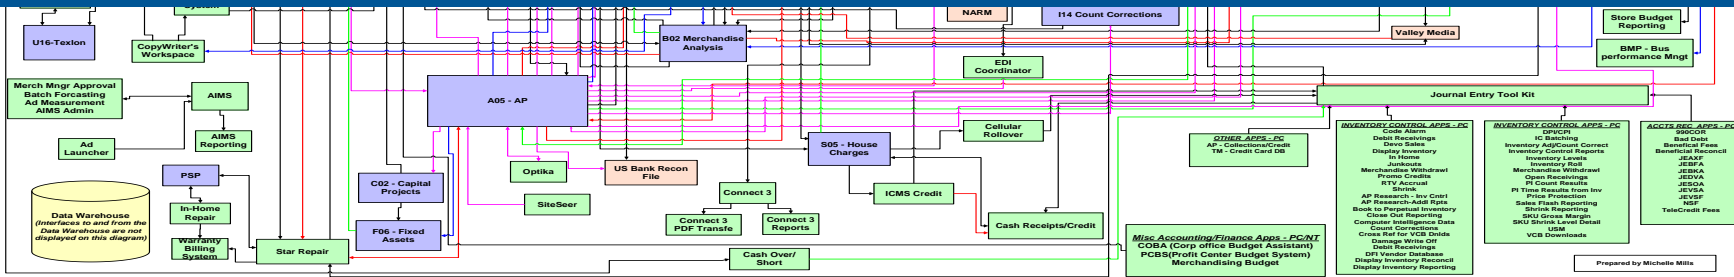 U16-Texlon
System
CopyWriter's
Workspace
Merch Mngr Approval
Batch Forcasting
Ad Measurement
AIMS Admin
AIMS
AIMS
Reporting
Ad
Launcher
PSP
In-Home
Repair
Warranty
Billing
System
Data Warehouse
(Interfaces to and from the
Data Warehouse are not
displayed on this diagram)
Star Repair
A05 - AP
C02 - Capital
Projects
F06 - Fixed
Assets
Optika
SiteSeer
US Bank Recon
File
B02 Merchandise
Analysis
Connect 3
Connect 3
PDF Transfer
Connect 3
Reports
Cash Over/
Short
S05 - House
Charges
ICMS Credit
Cellular
Rollover
EDI
Coordinator
NARM
I14 Count Corrections
Cash Receipts/Credit
Misc Accounting/Finance Apps - PC/NT
COBA (Corp office Budget Assistant)
PCBS(Profit Center Budget System)
Merchandising Budget
OTHER APPS - PC
AP - Collections/Credit
TM - Credit Card DB
Valley Media
Store Budget
Reporting
BMP - Bus
performance Mngt
Journal Entry Tool Kit
INVENTORY CONTROL APPS - PC
Code Alarm
Debit Receivings
Devo Sales
Display Inventory
In Home
Junkouts
Merchandise Withdrawl
Promo Credits
RTV Accrual
Shrink
AP Research - Inv Cntrl
AP Research-Addl Rpts
Book to Perpetual Inventory
Close Out Reporting
Computer Intelligence Data
Count Corrections
Cross Ref for VCB Dnlds
Damage Write Off
Debit Receivings
DFI Vendor Database
Display Inventory Reconcil
Display Inventory Reporting
INVENTORY CONTROL APPS - PC
DPI/CPI
IC Batching
Inventory Adj/Count Correct
Inventory Control Reports
Inventory Levels
Inventory Roll
Merchandise Withdrawl
Open Receivings
PI Count Results
PI Time Results from Inv
Price Protection
Sales Flash Reporting
Shrink Reporting
SKU Gross Margin
SKU Shrink Level Detail
USM
VCB Downloads
ACCTS REC. APPS - PC
990COR
Bad Debt
Benefical Fees
Beneficial Reconcil
JEAXF
JEBFA
JEBKA
JEDVA
JESOA
JEVSA
JEVSF
NSF
TeleCredit Fees
Prepared by Michelle Mills